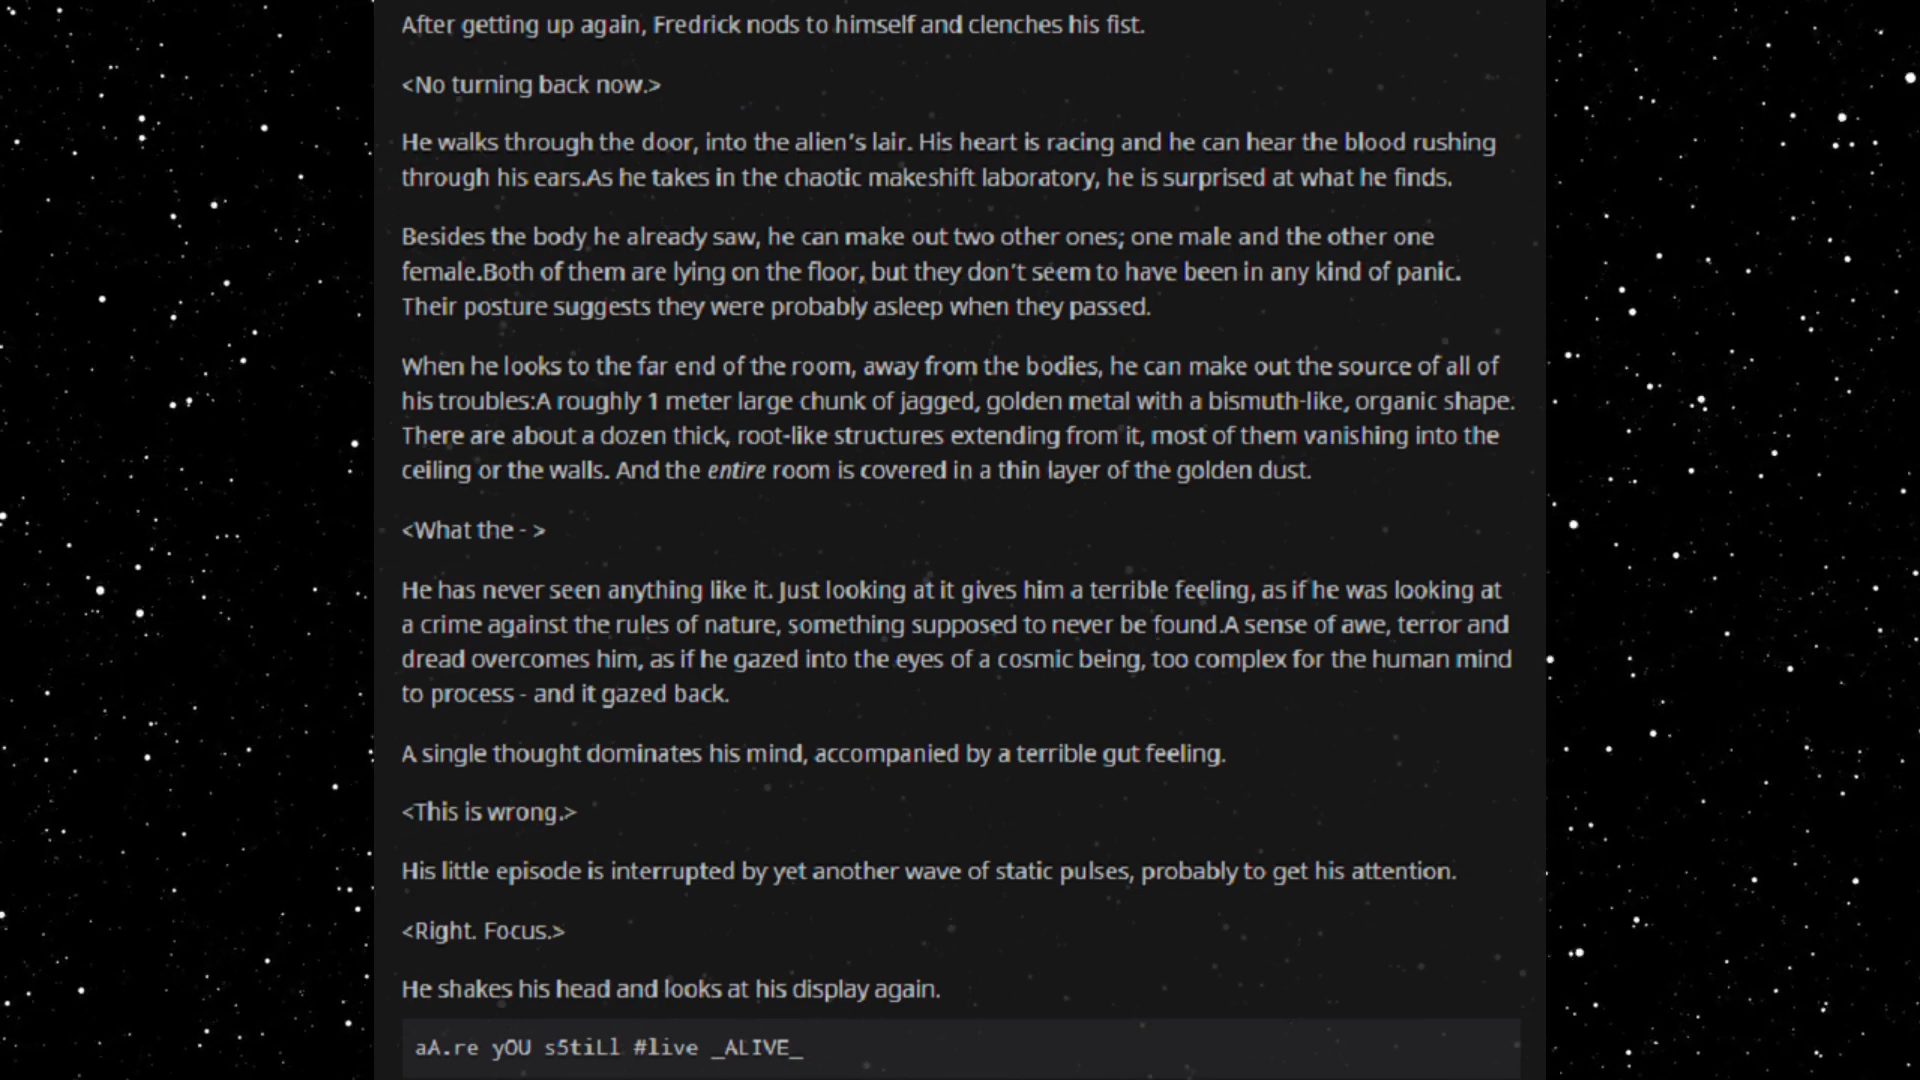 After getting up again, Fredrick nods to himself and clenches his fist.
<No turning back now.>
He walks through the door, into the alien’s lair. His heart is racing and he can hear the blood rushing
through his ears.As he takes in the chaotic makeshift laboratory, he is surprised at what he finds.
Besides the body he already saw, he can make out two other ones; one male and the other one
female.Both of them are lying on the floor, but they don’t seem to have been in any kind of panic.
Their posture suggests they were probably asleep when they passed.
When he looks to the far end of the room, away from the bodies, he can make out the source of all of
his troubles:A roughly 1 meter large chunk of jagged, golden metal with a bismuth-like, organic shape.
There are about a dozen thick, root-like structures extending from it, most of them vanishing into the
ceiling or the walls. And the entire room is covered in a thin layer of the golden dust.
<What the - >
He has never seen anything like it. Just looking at it gives him a terrible feeling, as if he was looking at
a crime against the rules of nature, something supposed to never be found.A sense of awe, terror and
dread overcomes him, as if he gazed into the eyes of a cosmic being, too complex for the human mind
to process - and it gazed back.
A single thought dominates his mind, accompanied by a terrible gut feeling.
<This is wrong.>
His little episode is interrupted by yet another wave of static pulses, probably to get his attention.
<Right. Focus.>
He shakes his head and looks at his display again.
aA.re yOU s5tiLl #live _ALIVE_